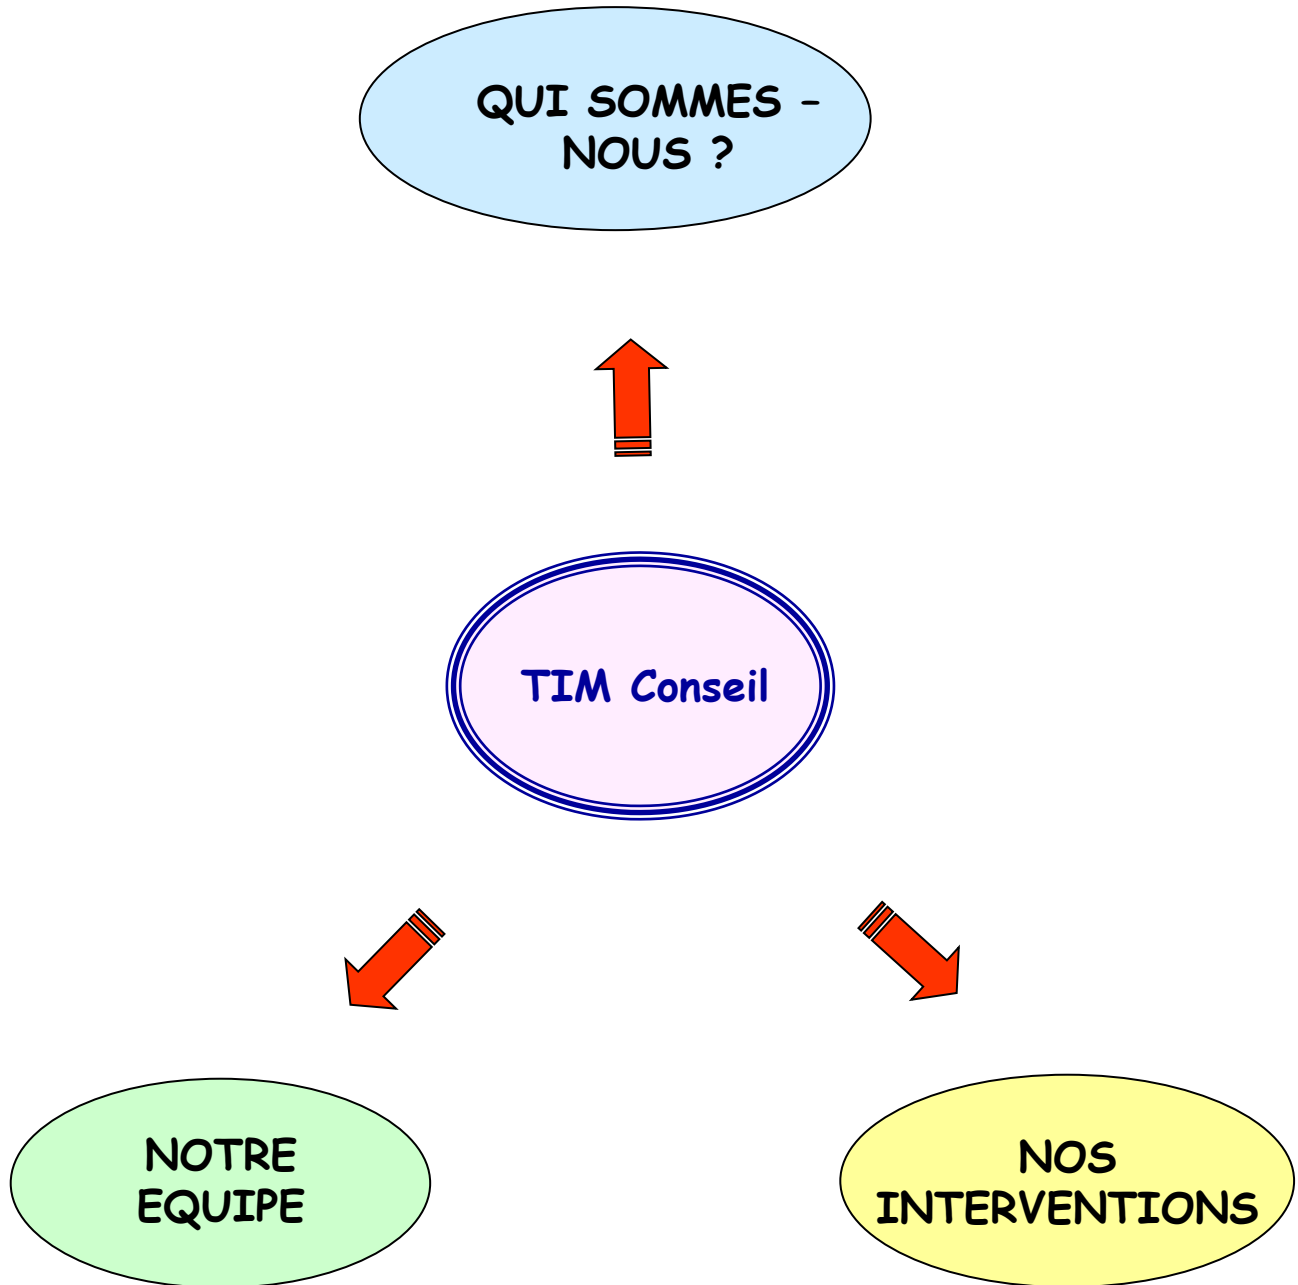 QUI SOMMES -
NOUS ?
TIM Conseil
NOTRE
EQUIPE
NOS
INTERVENTIONS